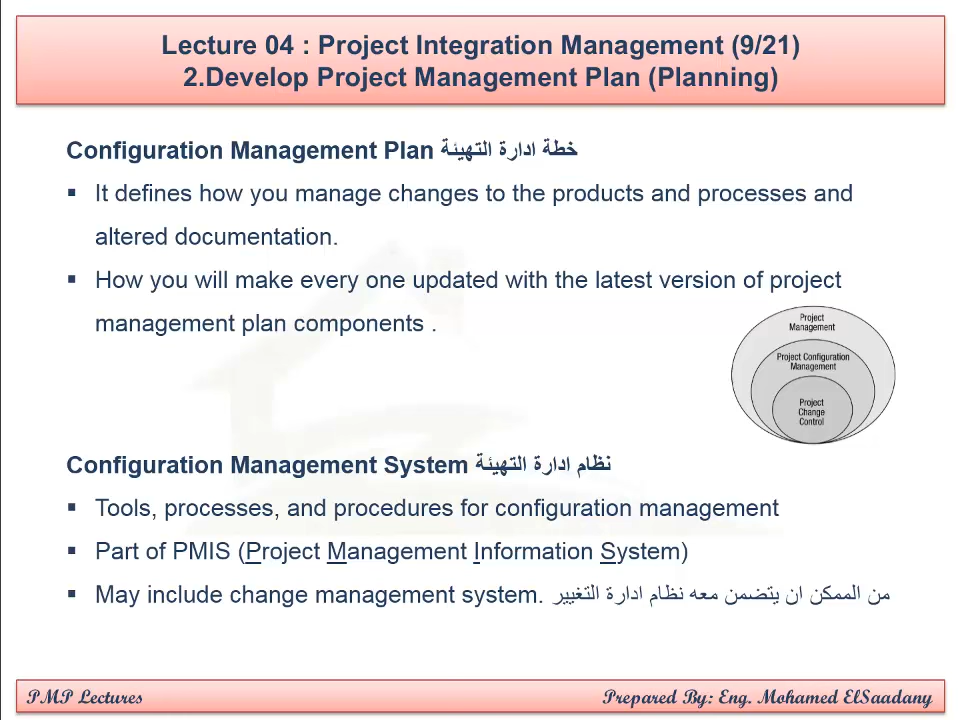 Lecture 04 : Project Integration Management (9/21)
2.Develop Project Management Plan (Planning)
Configuration Management Plan خطة ادارة التهيئة
▪ It defines how you manage changes to the products and processes and
altered documentation.
▪ How you will make every one updated with the latest version of project
management plan components .
Project
Management
Project Configuration
Management
Project
Change
Control
Configuration Management System نظام ادارة التهيئة
▪ Tools, processes, and procedures for configuration management
▪ Part of PMIS (Project Management Information System)
▪ May include change management system. من الممكن ان يتضمن معه نظام ادارة التغيير
PMP Lectures
Prepared By: Eng. Mohamed ElSaadany